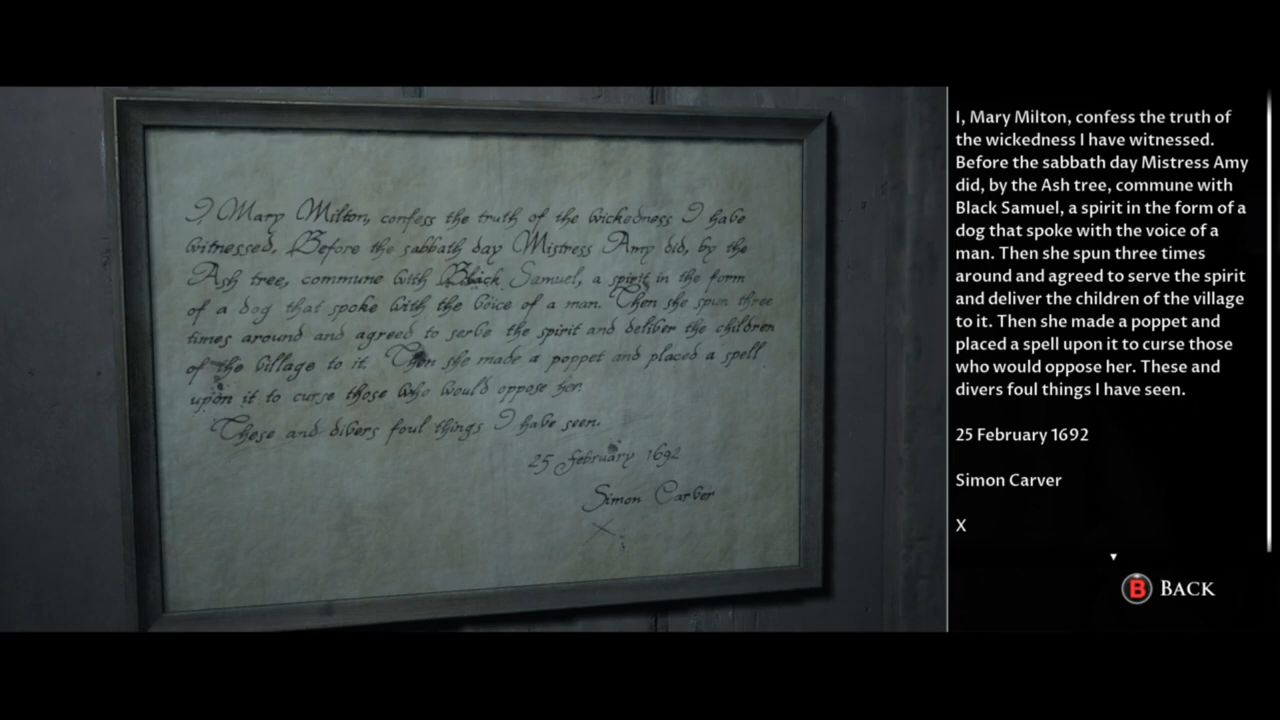 I, Mary Milton, confess the truth of the wickedness I have
witnessed. Before the sabbath day Mistress Amy did, by the
Ash tree, commune with Black Samuel, a spirit in the form
of a dog that spoke with the voice of a man. Then she spun three
times around and agreed to serve the spirit and deliver the children
of the village to it. Then she made a poppet and placed a spell
upon it to curse those who would oppose her.
These and divers foul things I have seen.
25 February 1692
Simon Carver
X
I, Mary Milton, confess the truth of
the wickedness I have witnessed.
Before the sabbath day Mistress Amy
did, by the Ash tree, commune with
Black Samuel, a spirit in the form of a
dog that spoke with the voice of a
man. Then she spun three times
around and agreed to serve the spirit
and deliver the children of the village
to it. Then she made a poppet and
placed a spell upon it to curse those
who would oppose her. These and
divers foul things I have seen.
25 February 1692
Simon Carver
X
B BACK